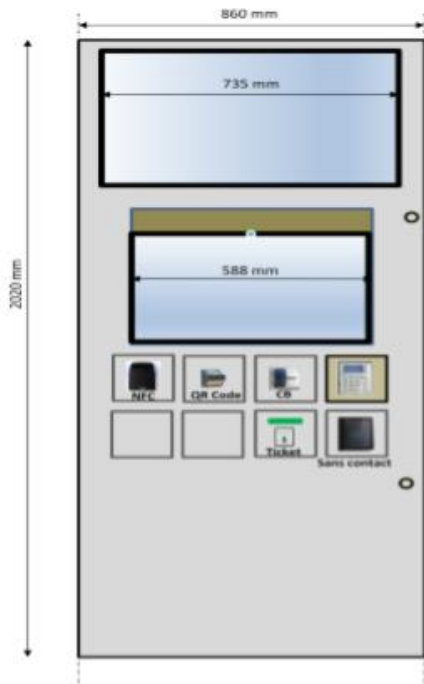 860 mm
735 mm
2020 mm
588 mm
NFC
QR Code
CB
Ticket
Sans contact